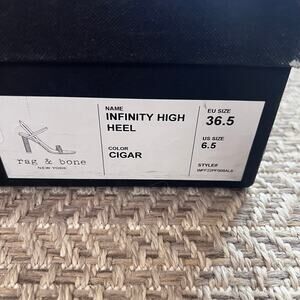 rag & bone
NEW YORK
NAME
INFINITY HIGH
HEEL
COLOR
CIGAR
EU SIZE
36.5
US SIZE
6.5
STYLE#